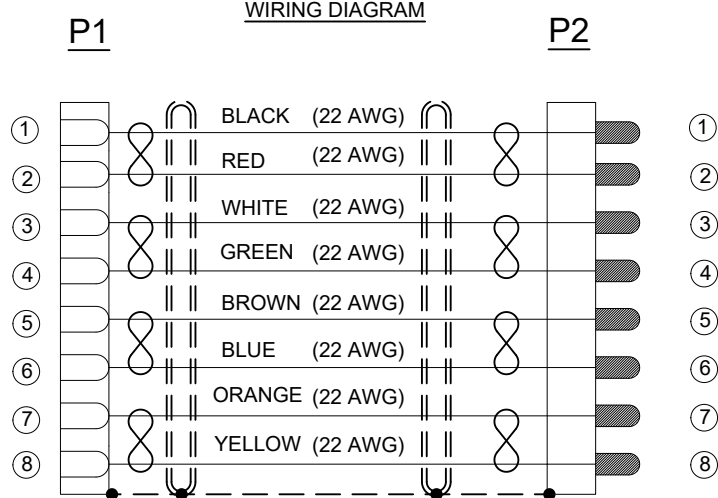 WIRING DIAGRAM
P1 P2
1 BLACK (22 AWG) 1
2 RED (22 AWG) 2
3 WHITE (22 AWG) 3
4 GREEN (22 AWG) 4
5 BROWN (22 AWG) 5
6 BLUE (22 AWG) 6
7 ORANGE (22 AWG) 7
8 YELLOW (22 AWG) 8